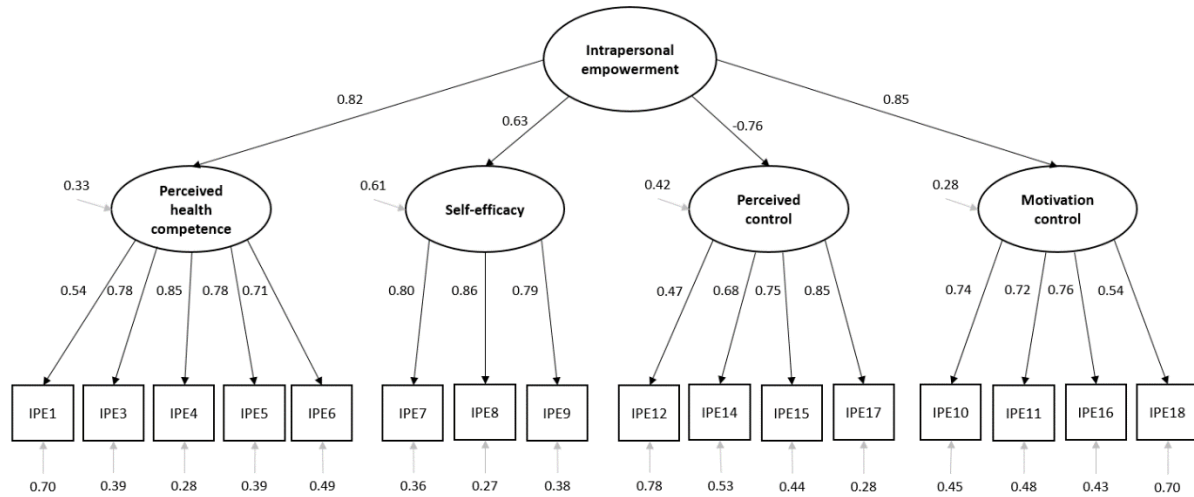 Intrapersonal
empowerment
0.82
0.63
-0.76
0.85
0.33
Perceived
health
competence
0.61
Self-efficacy
0.42
Perceived
control
0.28
Motivation
control
0.54 0.78 0.85 0.78 0.71
0.80 0.86 0.79
0.47 0.68 0.75 0.85
0.74 0.72 0.76 0.54
IPE1 IPE3 IPE4 IPE5 IPE6
IPE7 IPE8 IPE9
IPE12 IPE14 IPE15 IPE17
IPE10 IPE11 IPE16 IPE18
0.70 0.39 0.28 0.39 0.49
0.36 0.27 0.38
0.78 0.53 0.44 0.28
0.45 0.48 0.43 0.70